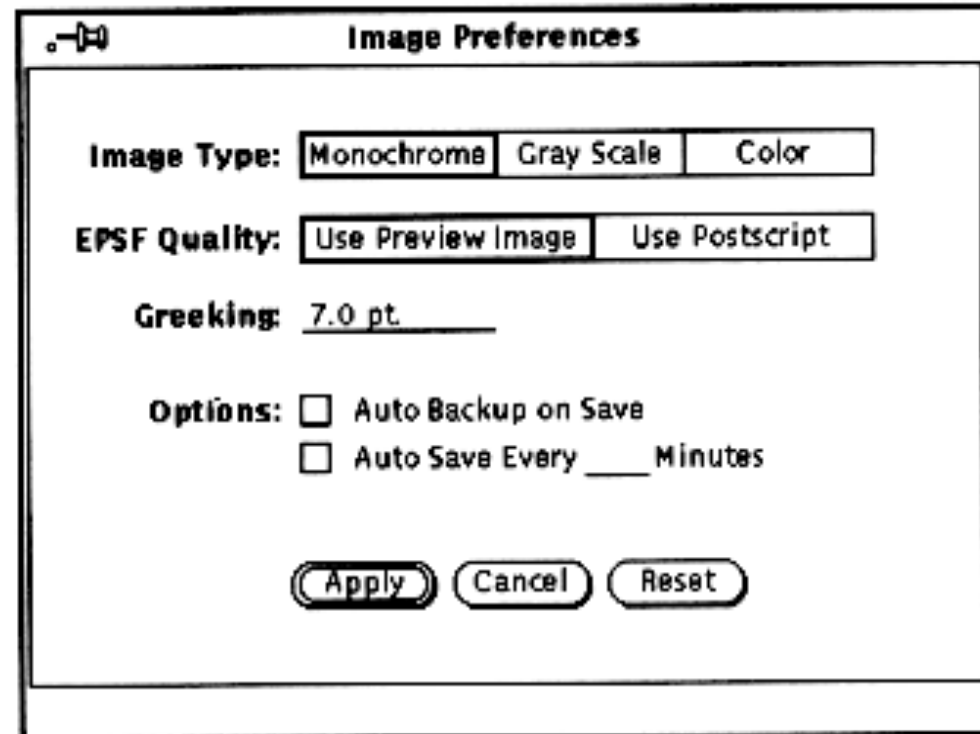 Image Preferences
Image Type: Monochrome Gray Scale Color
EPSF Quality: Use Preview Image Use Postscript
Greeking: 7.0 pt.
Options: Auto Backup on Save
Auto Save Every ____ Minutes
Apply Cancel Reset